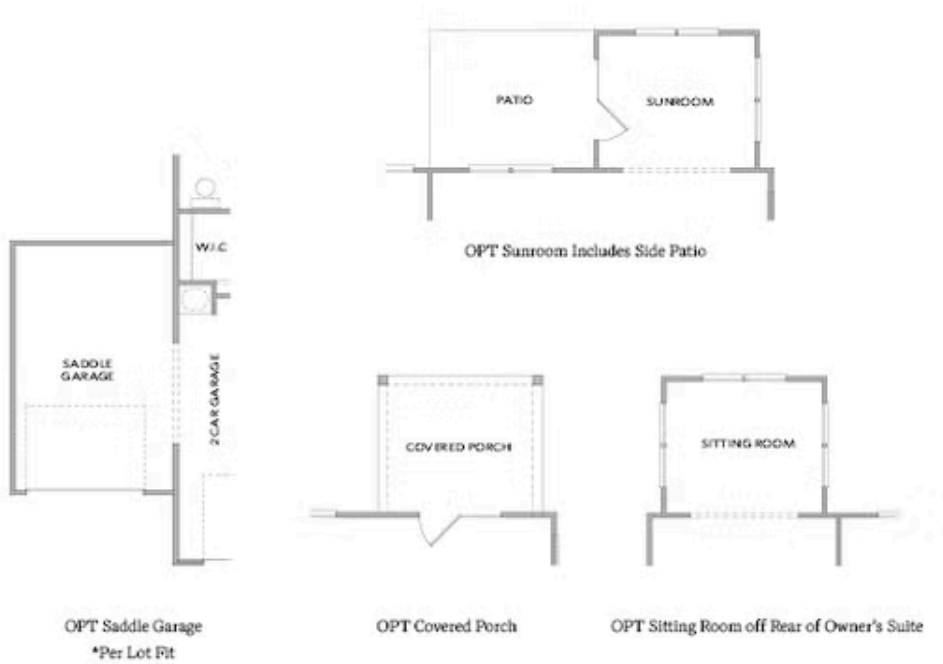 PATIO
SUNROOM
OPT Sunroom Includes Side Patio
W.I.C
SADDLE
GARAGE
2 CAR GARAGE
COVERED PORCH
SITTING ROOM
OPT Saddle Garage
*Per Lot Fit
OPT Covered Porch
OPT Sitting Room off Rear of Owner's Suite